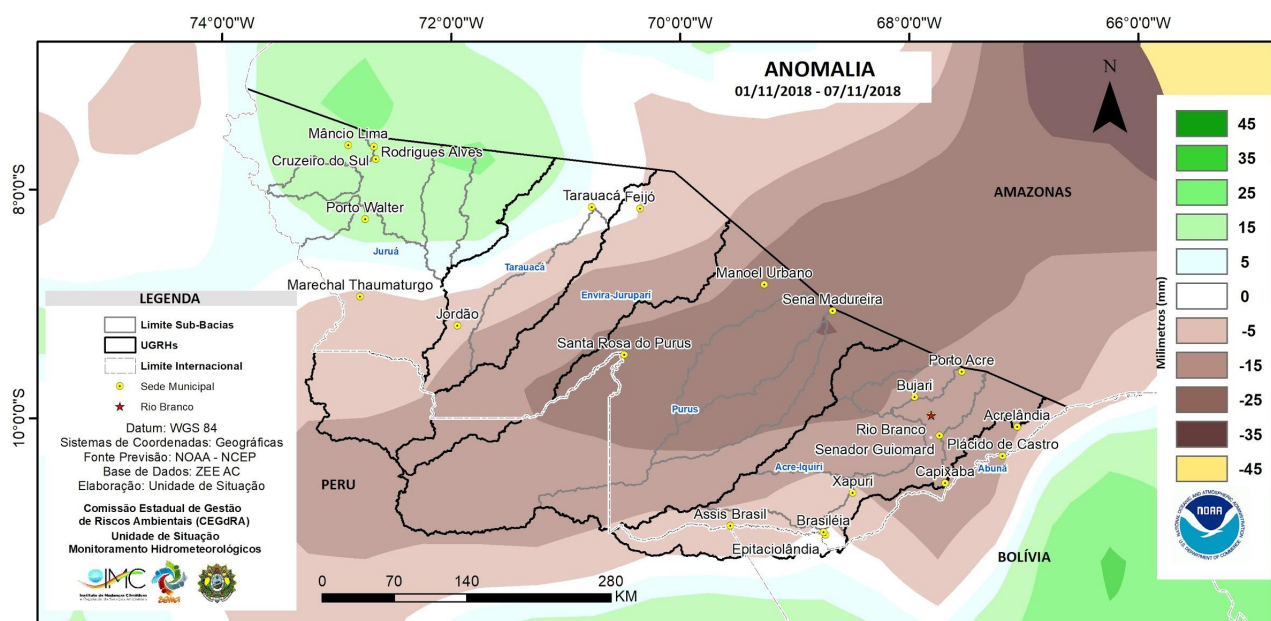 74°0'0"W
72°0'0"W
70°0'0"W
68°0'0"W
66°0'0"W
ANOMALIA
01/11/2018 - 07/11/2018
N
8°0'0"S
10°0'0"S
Mâncio Lima
Rodrigues Alves
Cruzeiro do Sul
Porto Walter
Juruá
Tarauacá
Feijó
AMAZONAS
Marechal Thaumaturgo
Tarauacá
Envira-Jurupari
Manoel Urbano
Sena Madureira
Jordão
Santa Rosa do Purus
Purus
Porto Acre
Bujari
Rio Branco
Acrelândia
Senador Guiomard
Plácido de Castro
Acre-Iquiri
Abunã
Xapuri
Capixaba
Assis Brasil
Brasiléia
Epitaciolândia
PERU
BOLÍVIA
LEGENDA
Limite Sub-Bacias
UGRHs
Limite Internacional
Sede Municipal
Rio Branco
Datum: WGS 84
Sistemas de Coordenadas: Geográficas
Fonte Previsão: NOAA - NCEP
Base de Dados: ZEE AC
Elaboração: Unidade de Situação
Comissão Estadual de Gestão
de Riscos Ambientais (CEGdRA)
Unidade de Situação
Monitoramento Hidrometeorológicos
IMC
0 70 140 280
KM
Milimetros (mm)
45
35
25
15
5
0
-5
-15
-25
-35
-45
NOAA